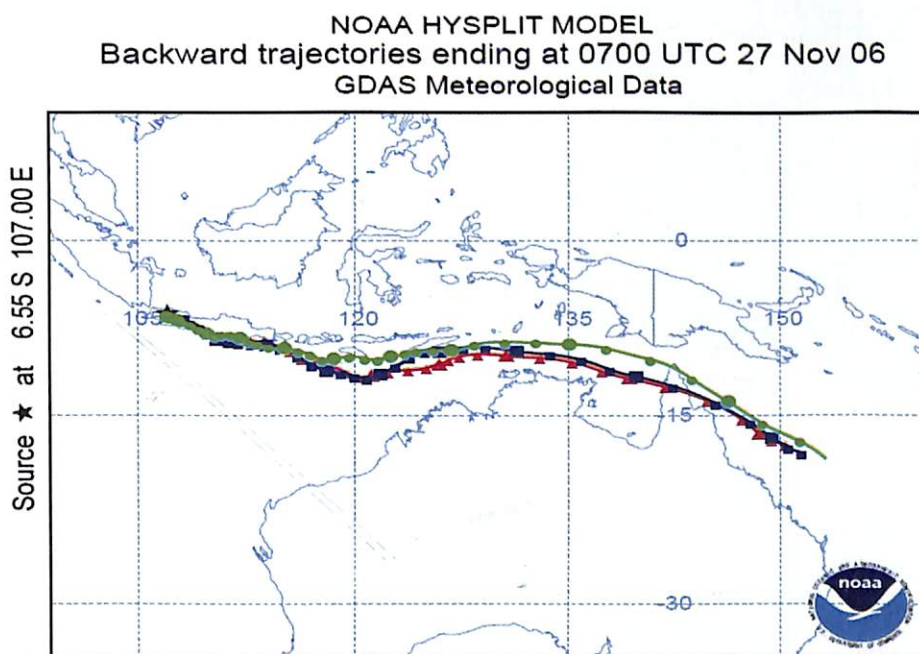 NOAA HYSPLIT MODEL
Backward trajectories ending at 0700 UTC 27 Nov 06
GDAS Meteorological Data
Source ★ at 6.55 S 107.00 E
0
105
120
135
150
-15
-30
noaa